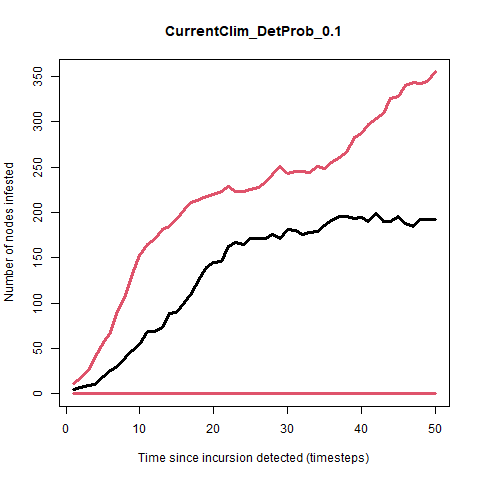 CurrentClim_DetProb_0.1
Number of nodes infested
350
300
250
200
150
100
50
0
0 10 20 30 40 50
Time since incursion detected (timesteps)